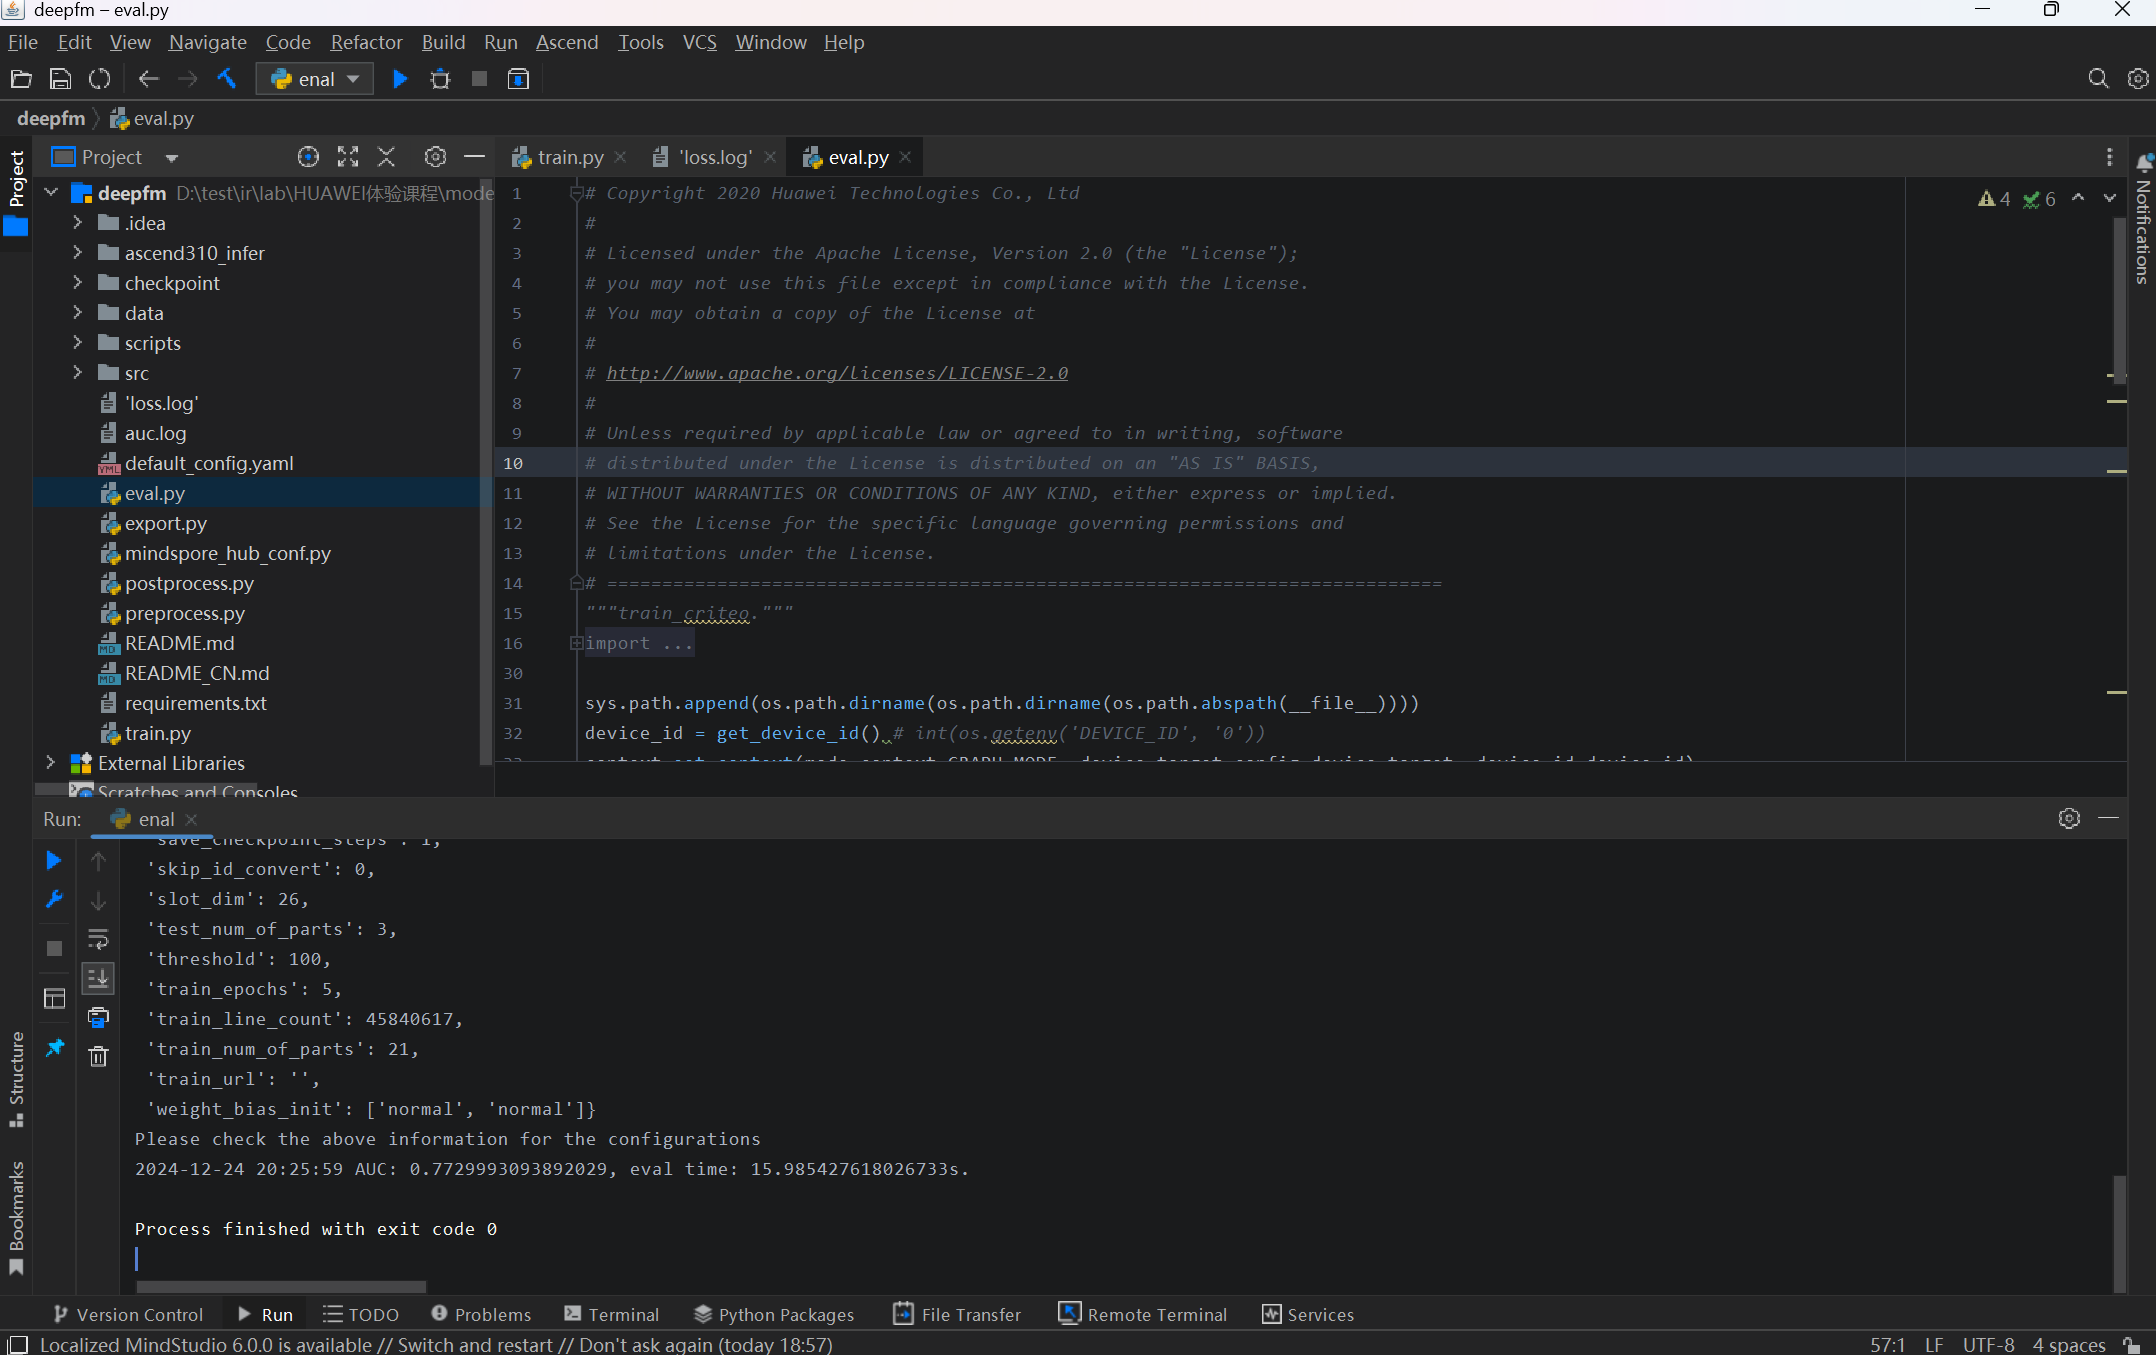 deepfm – eval.py
File Edit View Navigate Code Refactor Build Run Ascend Tools VCS Window Help
enal
deepfm eval.py
Project
Project
deepfm D:\test\ir\lab\HUAWEI体验课程\mode
.idea
ascend310_infer
checkpoint
data
scripts
src
'loss.log'
auc.log
default_config.yaml
eval.py
export.py
mindspore_hub_conf.py
postprocess.py
preprocess.py
README.md
README_CN.md
requirements.txt
train.py
External Libraries
Scratches and Consoles
train.py 'loss.log' eval.py
4 6
Notifications
1 # Copyright 2020 Huawei Technologies Co., Ltd
2 #
3 # Licensed under the Apache License, Version 2.0 (the "License");
4 # you may not use this file except in compliance with the License.
5 # You may obtain a copy of the License at
6 #
7 # http://www.apache.org/licenses/LICENSE-2.0
8 #
9 # Unless required by applicable law or agreed to in writing, software
10 # distributed under the License is distributed on an "AS IS" BASIS,
11 # WITHOUT WARRANTIES OR CONDITIONS OF ANY KIND, either express or implied.
12 # See the License for the specific language governing permissions and
13 # limitations under the License.
14 # ============================================================================
15 """train_criteo."""
16 import ...
30
31 sys.path.append(os.path.dirname(os.path.dirname(os.path.abspath(__file__))))
32 device_id = get_device_id() # int(os.getenv('DEVICE_ID', '0'))
Run: enal
'save_checkpoint_steps': 1,
'skip_id_convert': 0,
'slot_dim': 26,
'test_num_of_parts': 3,
'threshold': 100,
'train_epochs': 5,
'train_line_count': 45840617,
'train_num_of_parts': 21,
'train_url': '',
'weight_bias_init': ['normal', 'normal']}
Please check the above information for the configurations
2024-12-24 20:25:59 AUC: 0.7729993093892029, eval time: 15.985427618026733s.
Process finished with exit code 0
Structure
Bookmarks
Version Control Run TODO Problems Terminal Python Packages File Transfer Remote Terminal Services
Localized MindStudio 6.0.0 is available // Switch and restart // Don't ask again (today 18:57)
57:1 LF UTF-8 4 spaces